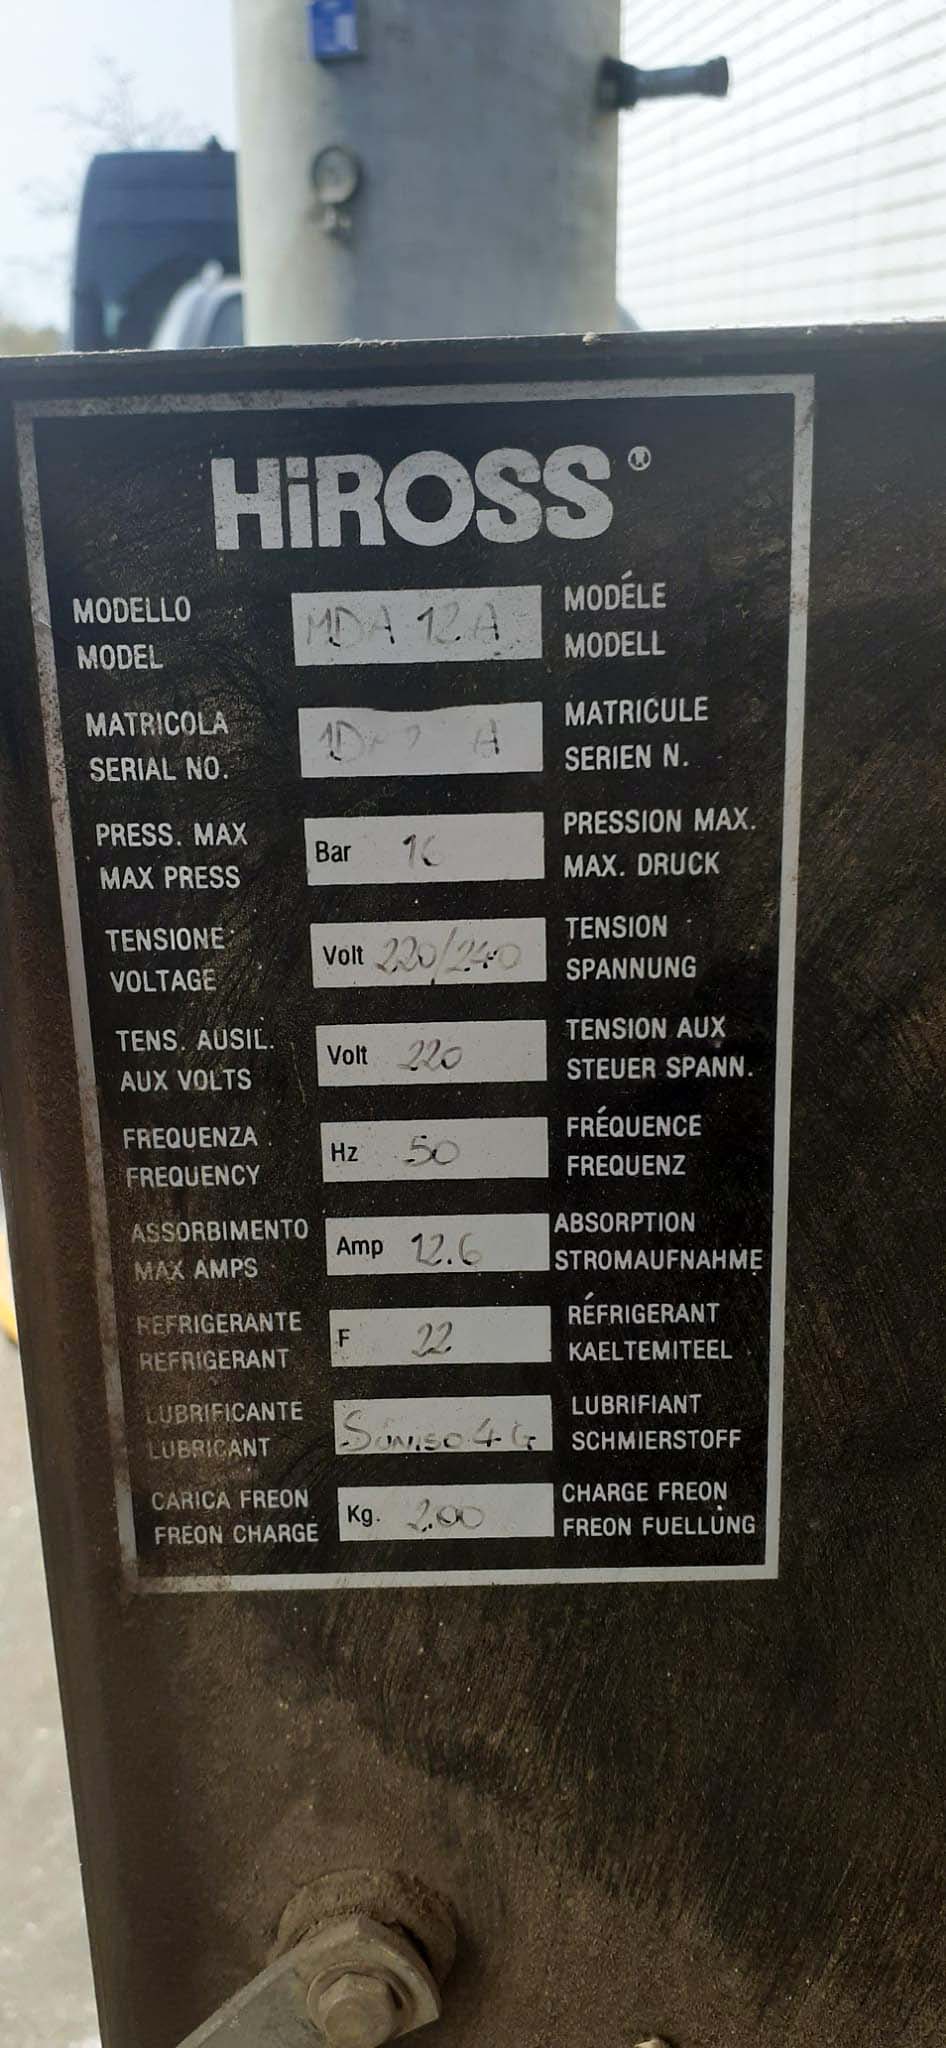 HiROSS®
MODELLO
MODEL
MDA 12 A
MODÉLE
MODELL
MATRICOLA
SERIAL NO.
MATRICULE
SERIEN N.
PRESS. MAX
MAX PRESS
Bar 16
PRESSION MAX.
MAX. DRUCK
TENSIONE
VOLTAGE
Volt 220/240
TENSION
SPANNUNG
TENS. AUSIL.
AUX VOLTS
Volt 220
TENSION AUX
STEUER SPANN.
FREQUENZA
FREQUENCY
Hz 50
FRÉQUENCE
FREQUENZ
ASSORBIMENTO
MAX AMPS
Amp 12.6
ABSORPTION
STROMAUFNAHME
REFRIGERANTE
REFRIGERANT
F 22
RÉFRIGERANT
KAELTEMITEEL
LUBRIFICANTE
LUBRICANT
SUNISO 4 G
LUBRIFIANT
SCHMIERSTOFF
CARICA FREON
FREON CHARGE
Kg. 2.00
CHARGE FREON
FREON FUELLUNG